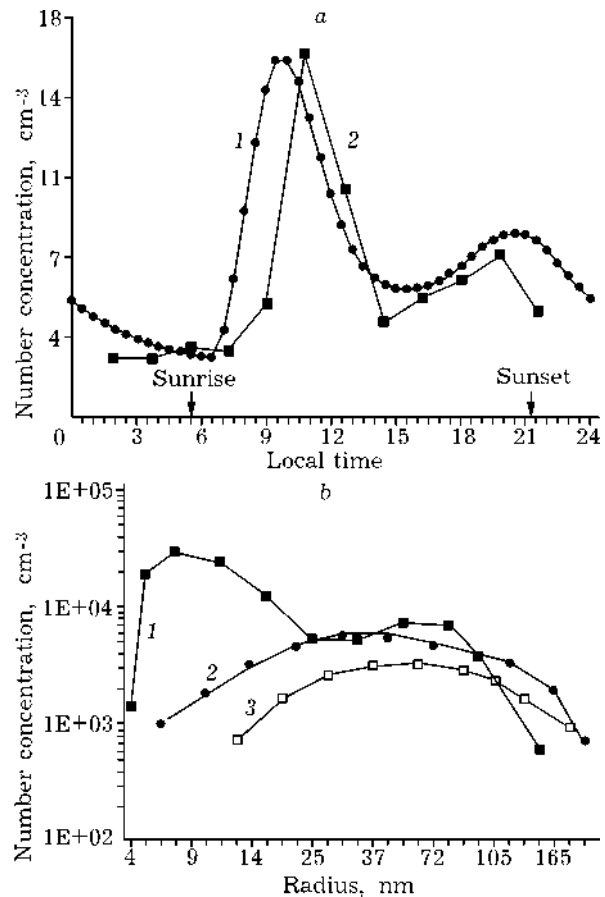 a
18
14
11
7
4
Number concentration, cm-3
1
2
Sunrise
Sunset
0 3 6 9 12 15 18 21 24
Local time
b
1E+05
1E+04
1E+03
1E+02
Number concentration, cm-3
1
2
3
4 9 14 25 37 72 105 165
Radius, nm